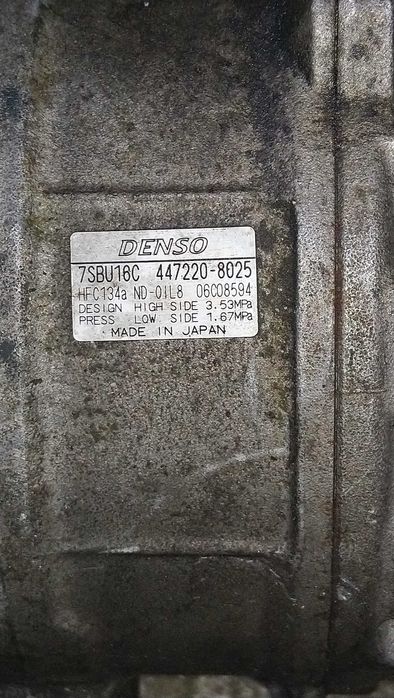 DENSO
7SBU16C 447220-8025
HFC134a ND-OIL8 06C08594
DESIGN HIGH SIDE 3.53MPa
PRESS LOW SIDE 1.67MPa
MADE IN JAPAN